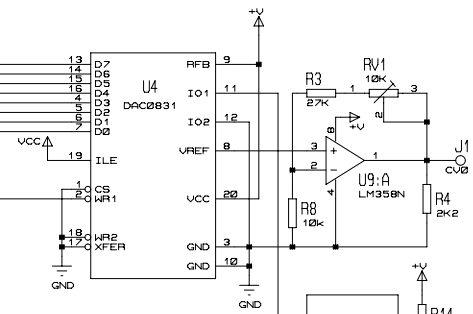 +V
13 D7
14 D6
15 D5
16 D4
4 D3
5 D2
6 D1
7 D0
VCC
19 ILE
1 CS
2 WR1
18 WR2
17 XFER
GND
U4
DAC0831
RFB 9
IO1 11
IO2 12
VREF 8
VCC 20
GND 3
GND 10
GND
R3
27K
RV1
10K
1
3
2
8
+V
3
+
2
-
1
4
U9:A
LM358N
J1
CV0
R8
10k
R4
2K2
+V